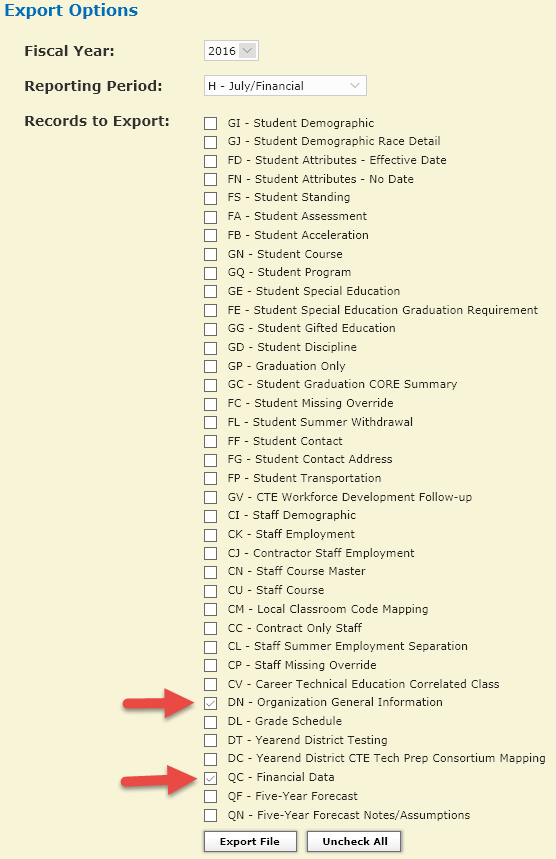 Export Options
Fiscal Year: 2016
Reporting Period: H - July/Financial
Records to Export:
GI - Student Demographic
GJ - Student Demographic Race Detail
FD - Student Attributes - Effective Date
FN - Student Attributes - No Date
FS - Student Standing
FA - Student Assessment
FB - Student Acceleration
GN - Student Course
GQ - Student Program
GE - Student Special Education
FE - Student Special Education Graduation Requirement
GG - Student Gifted Education
GD - Student Discipline
GP - Graduation Only
GC - Student Graduation CORE Summary
FC - Student Missing Override
FL - Student Summer Withdrawal
FF - Student Contact
FG - Student Contact Address
FP - Student Transportation
GV - CTE Workforce Development Follow-up
CI - Staff Demographic
CK - Staff Employment
CJ - Contractor Staff Employment
CN - Staff Course Master
CU - Staff Course
CM - Local Classroom Code Mapping
CC - Contract Only Staff
CL - Staff Summer Employment Separation
CP - Staff Missing Override
CV - Career Technical Education Correlated Class
DN - Organization General Information
DL - Grade Schedule
DT - Yearend District Testing
DC - Yearend District CTE Tech Prep Consortium Mapping
QC - Financial Data
QF - Five-Year Forecast
QN - Five-Year Forecast Notes/Assumptions
Export File Uncheck All